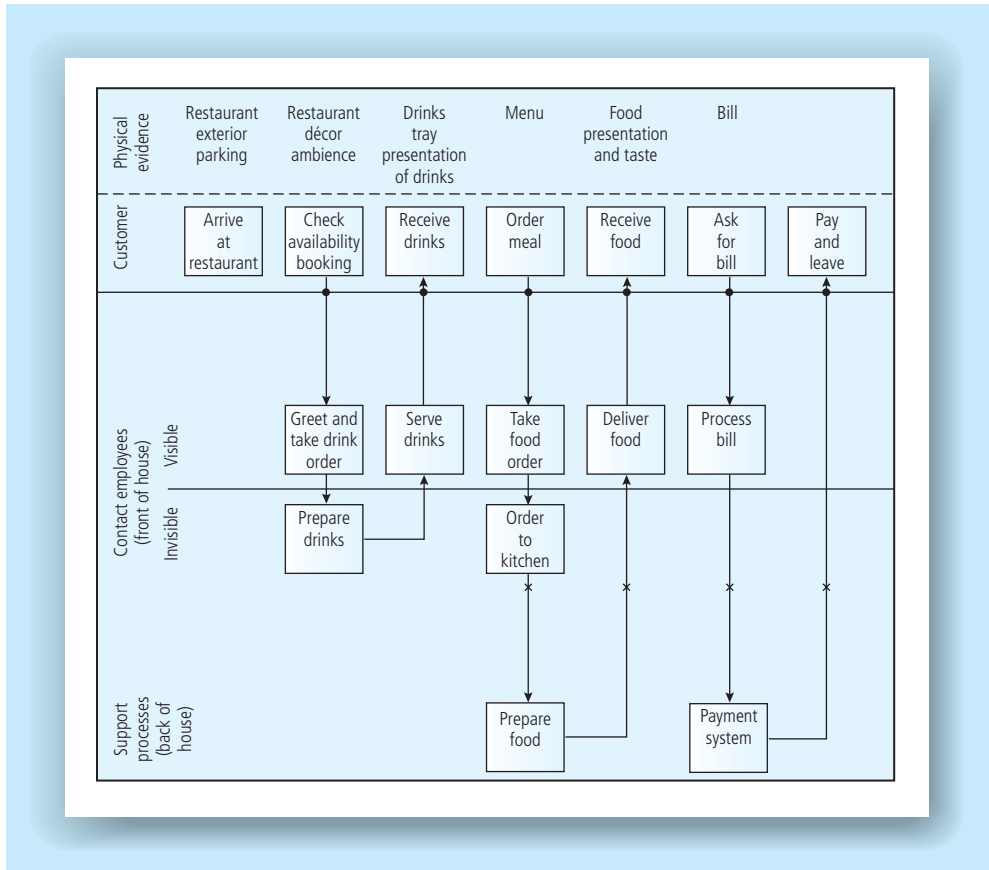 Physical
evidence
Restaurant
exterior
parking
Restaurant
décor
ambience
Drinks
tray
presentation
of drinks
Menu
Food
presentation
and taste
Bill
Customer
Arrive
at
restaurant
Check
availability
booking
Receive
drinks
Order
meal
Receive
food
Ask
for
bill
Pay
and
leave
Contact employees
(front of house)
Visible
Greet and
take drink
order
Serve
drinks
Take
food
order
Deliver
food
Process
bill
Invisible
Prepare
drinks
Order
to
kitchen
Support
processes
(back of
house)
Prepare
food
Payment
system